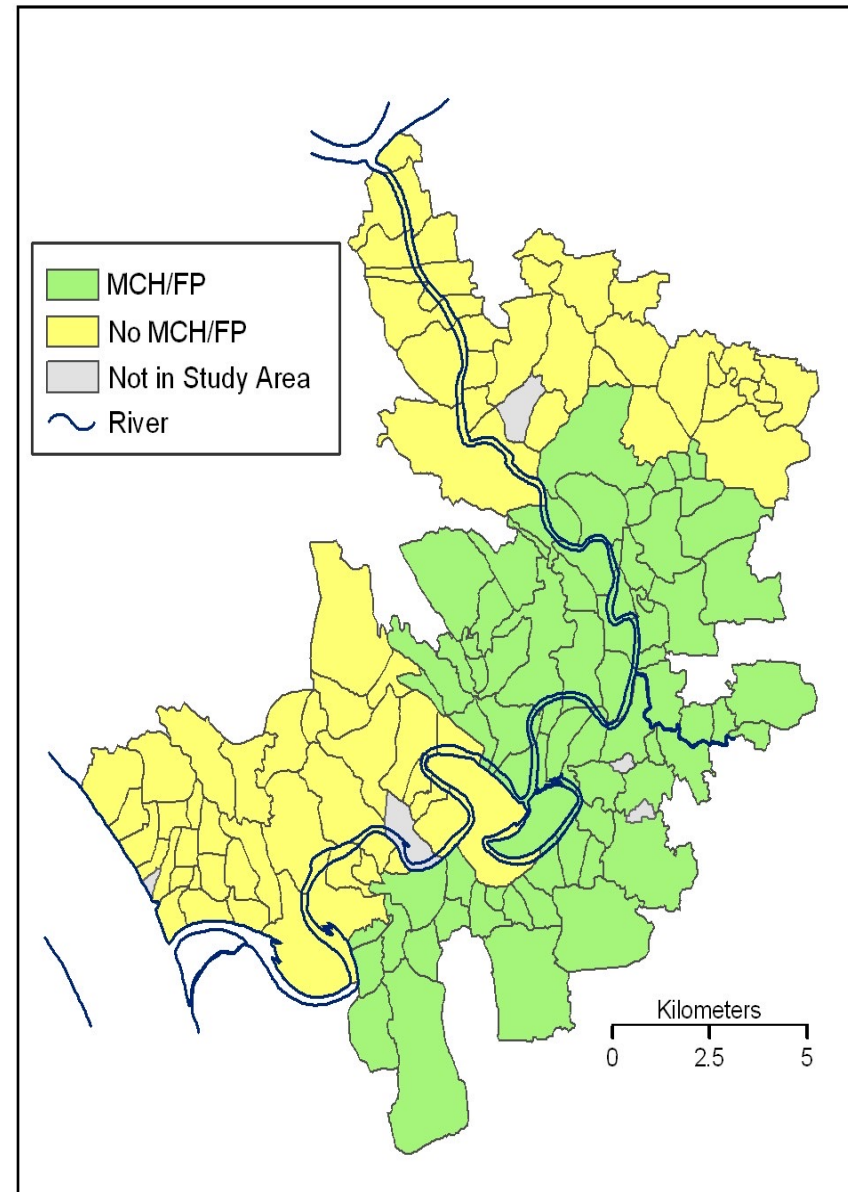 MCH/FP
No MCH/FP
Not in Study Area
River
Kilometers
0 2.5 5